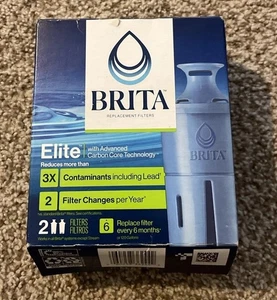 BRITA
REPLACEMENT FILTERS
Elite with Advanced
Carbon Core Technology
Reduces more than
3X Contaminants including Lead
2 Filter Changes per Year
2 FILTERS
FILTROS
6 Replace filter
every 6 months
BRITA